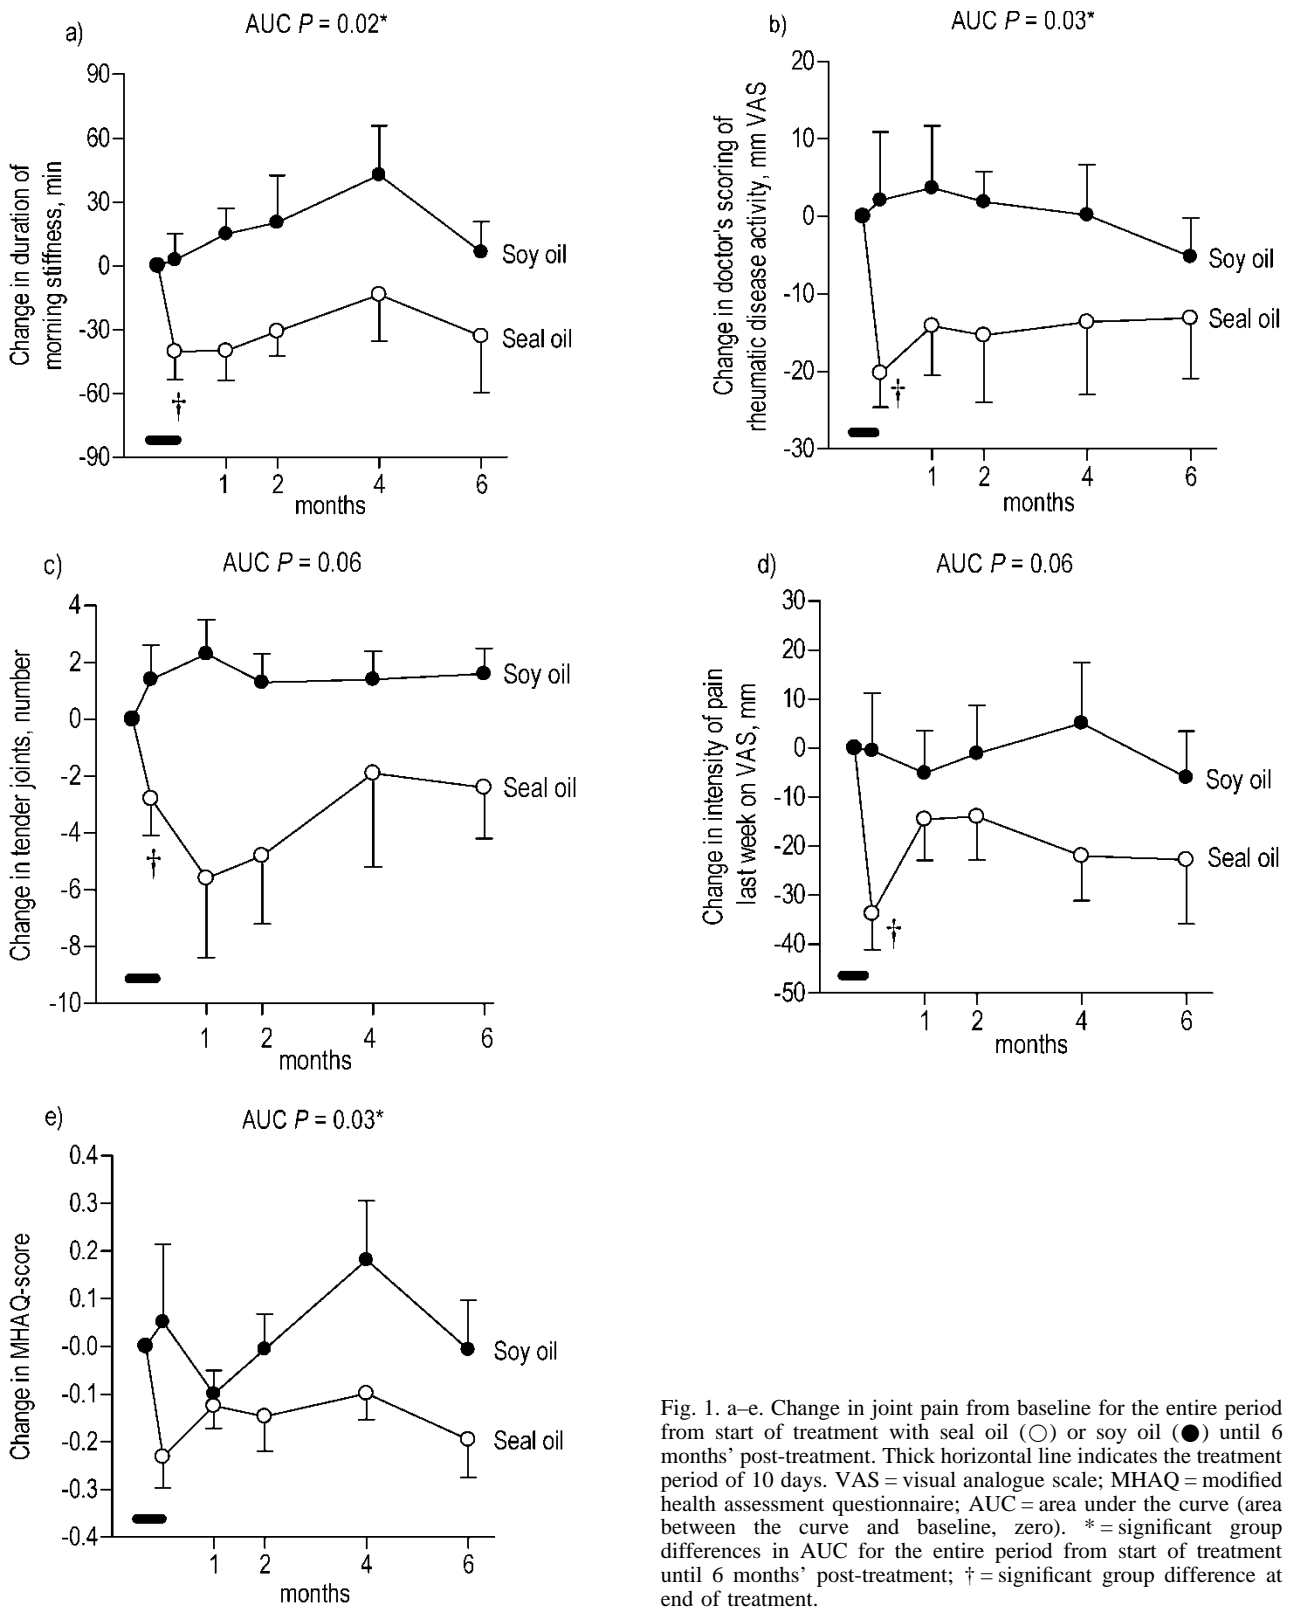 a)
AUC P = 0.02*
Change in duration of
morning stiffness, min
90
60
30
0
-30
-60
-90
Soy oil
Seal oil
†
1 2 4 6
months
b)
AUC P = 0.03*
Change in doctor's scoring of
rheumatic disease activity, mm VAS
20
10
0
-10
-20
-30
Soy oil
Seal oil
†
1 2 4 6
months
c)
AUC P = 0.06
Change in tender joints, number
4
2
0
-2
-4
-6
-8
-10
Soy oil
Seal oil
†
1 2 4 6
months
d)
AUC P = 0.06
Change in intensity of pain
last week on VAS, mm
30
20
10
0
-10
-20
-30
-40
-50
Soy oil
Seal oil
†
1 2 4 6
months
e)
AUC P = 0.03*
Change in MHAQ-score
0.4
0.3
0.2
0.1
-0.0
-0.1
-0.2
-0.3
-0.4
Soy oil
Seal oil
1 2 4 6
months
Fig. 1. a–e. Change in joint pain from baseline for the entire period
from start of treatment with seal oil (○) or soy oil (●) until 6
months' post-treatment. Thick horizontal line indicates the treatment
period of 10 days. VAS = visual analogue scale; MHAQ = modified
health assessment questionnaire; AUC = area under the curve (area
between the curve and baseline, zero). * = significant group
differences in AUC for the entire period from start of treatment
until 6 months' post-treatment; † = significant group difference at
end of treatment.